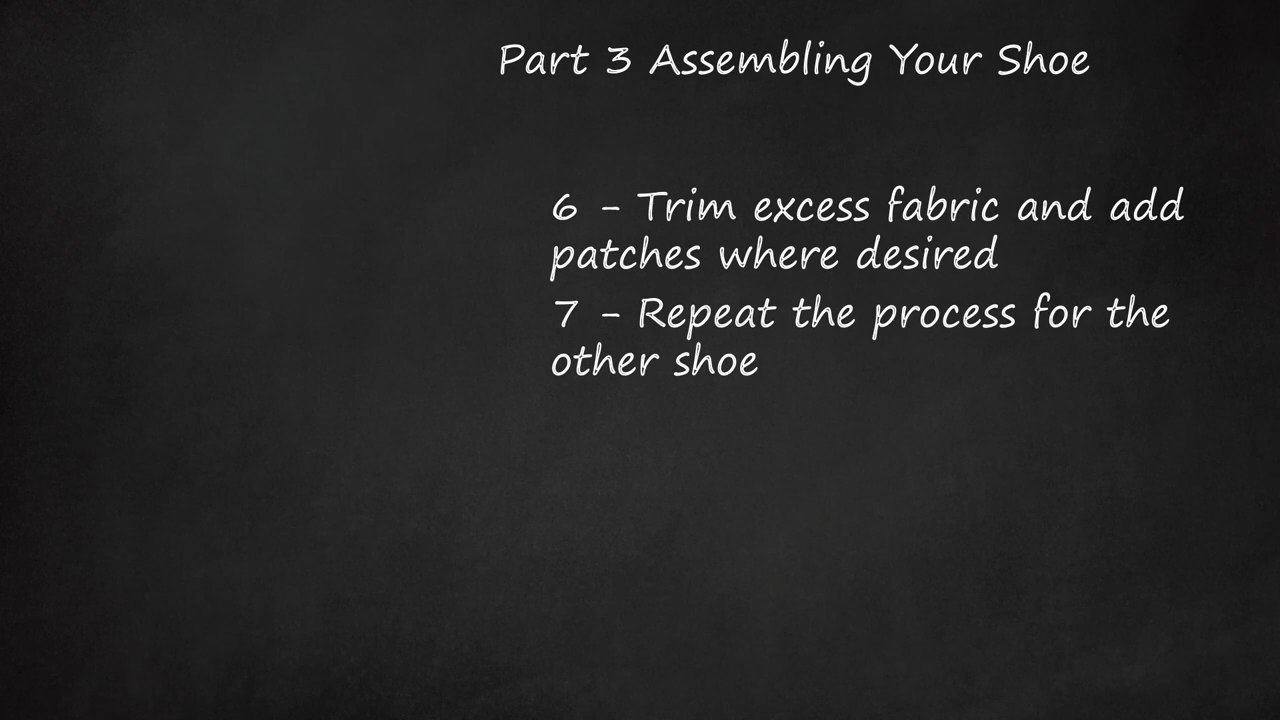 Part 3 Assembling Your Shoe
6 - Trim excess fabric and add
patches where desired
7 - Repeat the process for the
other shoe